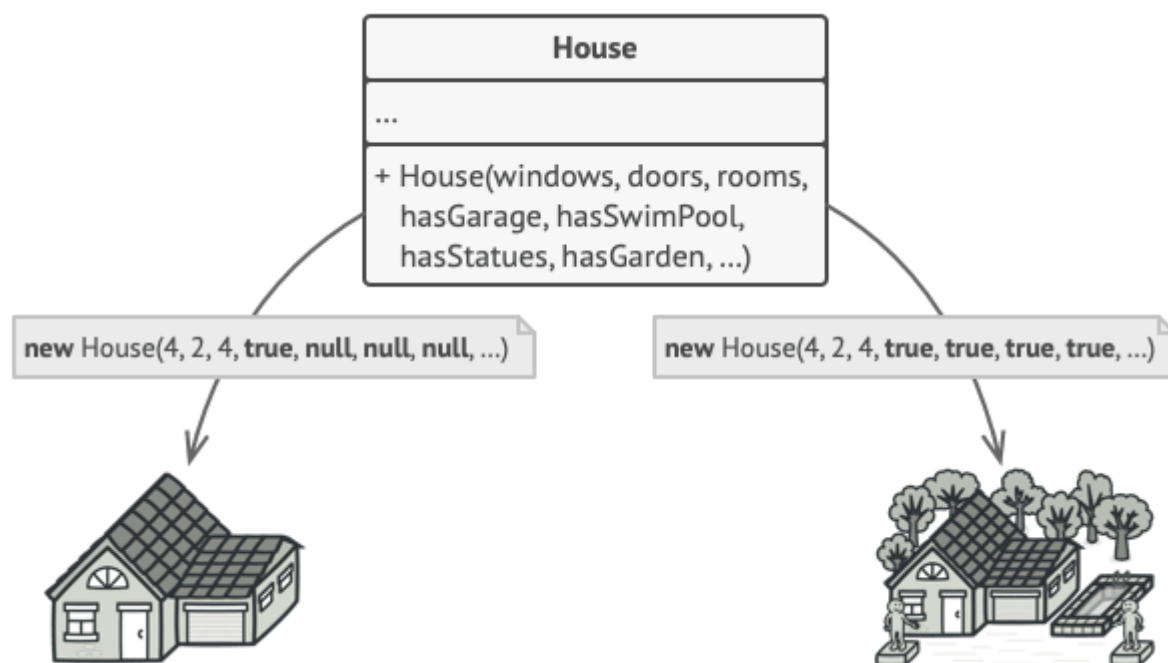 House
...
+ House(windows, doors, rooms,
hasGarage, hasSwimPool,
hasStatues, hasGarden, ...)
new House(4, 2, 4, true, null, null, null, ...)
new House(4, 2, 4, true, true, true, true, ...)